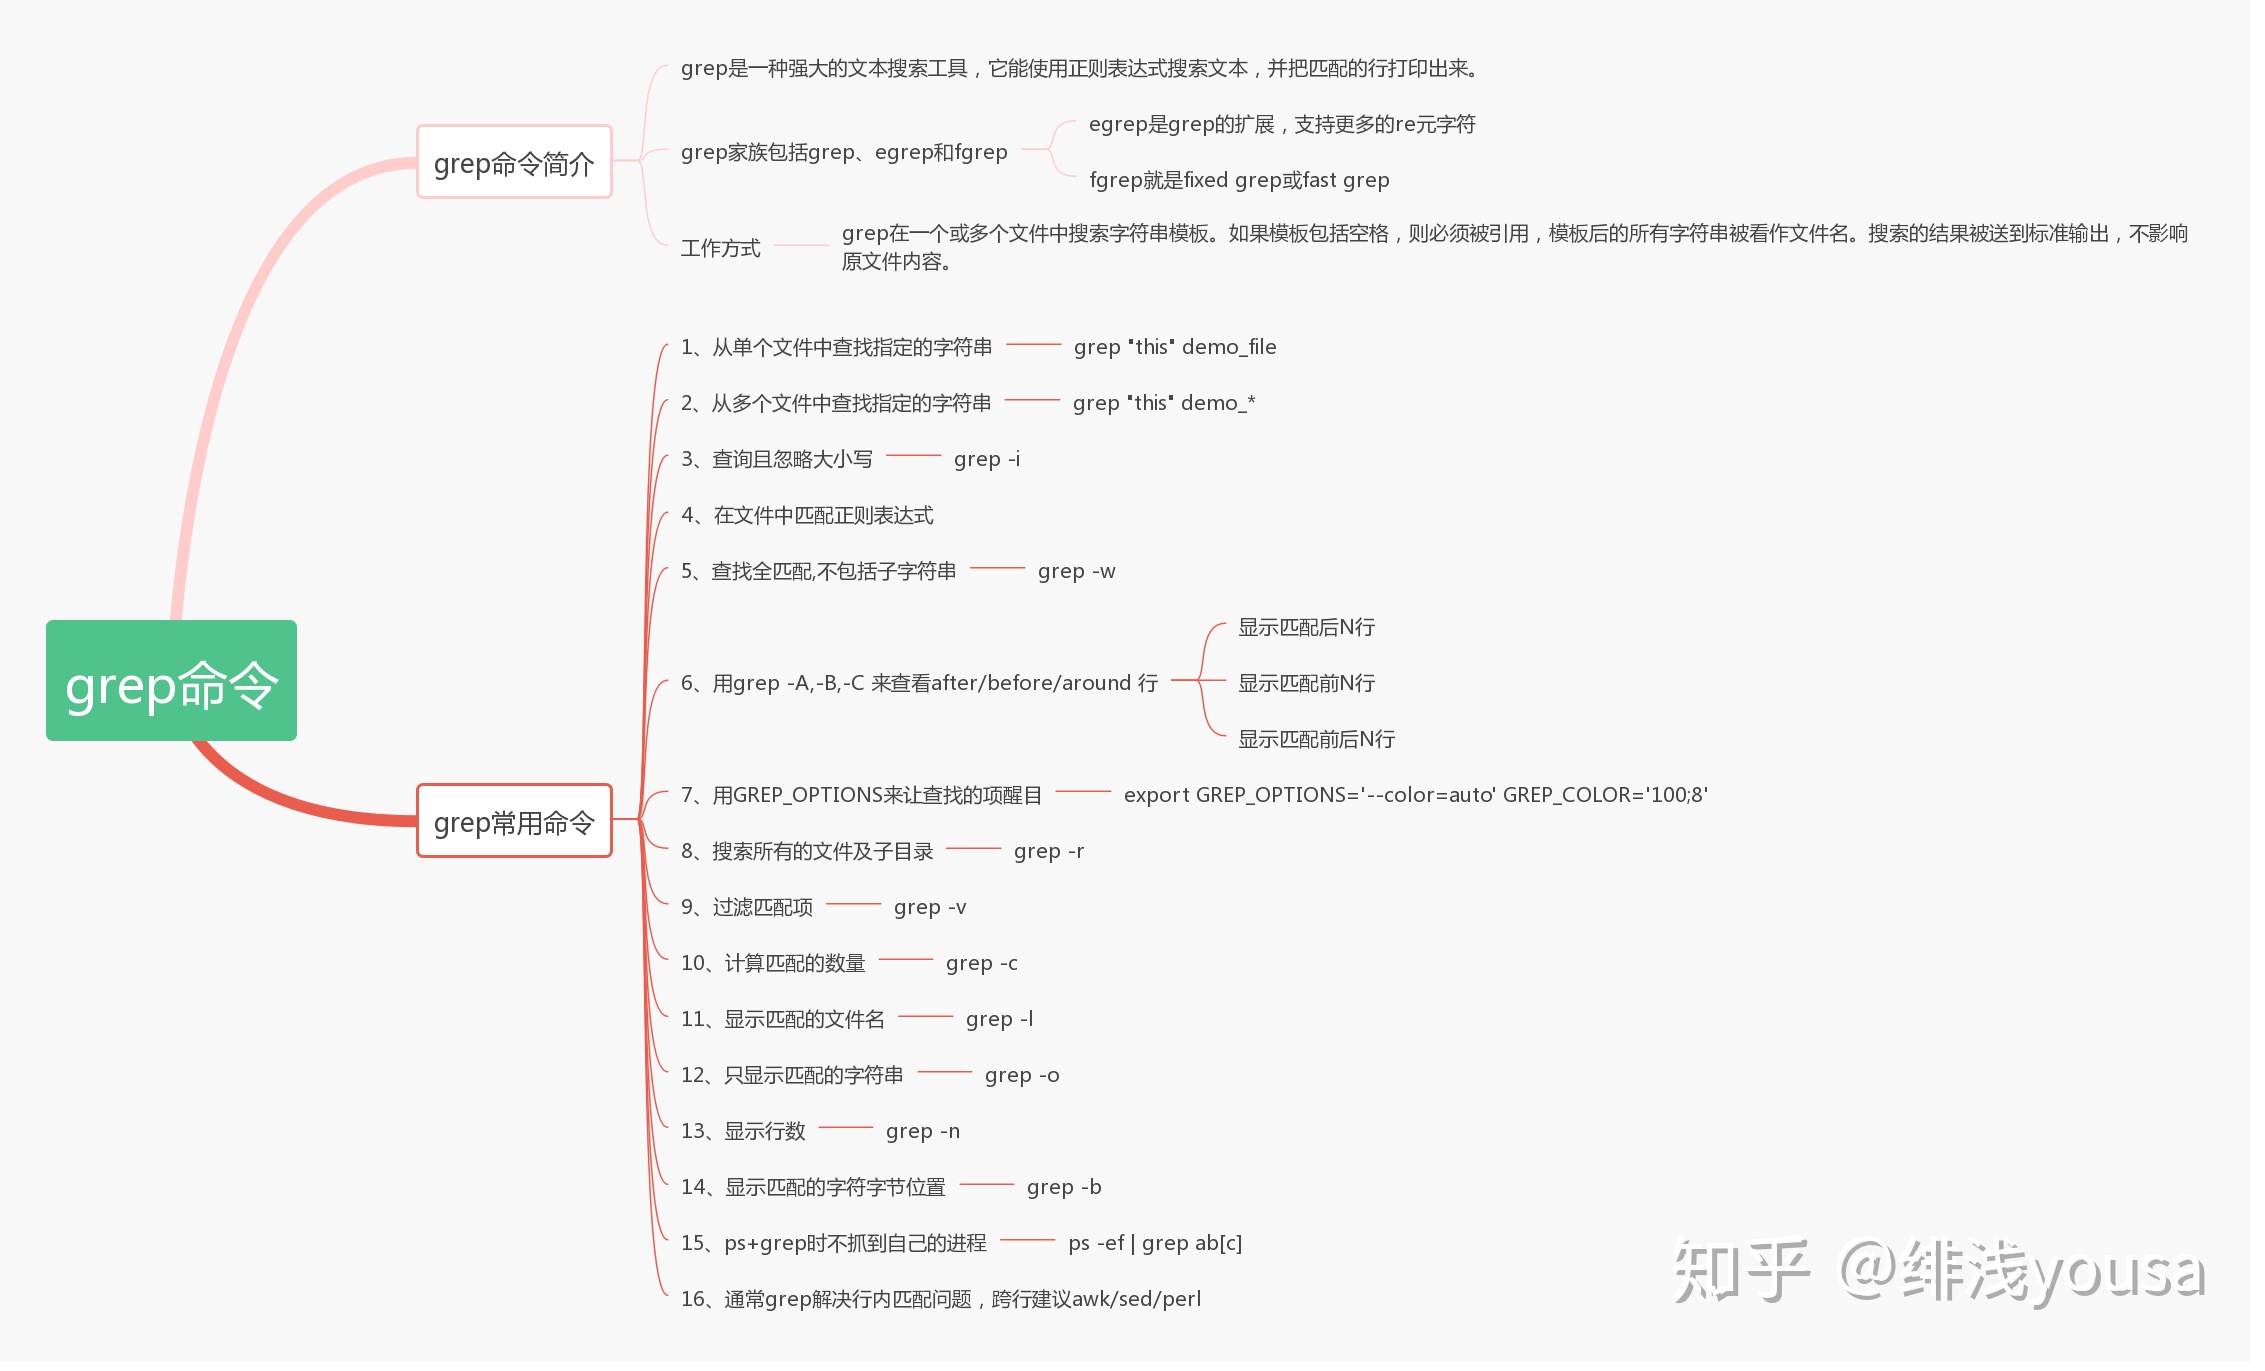 grep命令
grep命令简介
grep是一种强大的文本搜索工具，它能使用正则表达式搜索文本，并把匹配的行打印出来。
grep家族包括grep、egrep和fgrep
egrep是grep的扩展，支持更多的re元字符
fgrep就是fixed grep或fast grep
工作方式
grep在一个或多个文件中搜索字符串模板。如果模板包括空格，则必须被引用，模板后的所有字符串被看作文件名。搜索的结果被送到标准输出，不影响
原文件内容。
grep常用命令
1、从单个文件中查找指定的字符串
grep "this" demo_file
2、从多个文件中查找指定的字符串
grep "this" demo_*
3、查询且忽略大小写
grep -i
4、在文件中匹配正则表达式
5、查找全匹配,不包括子字符串
grep -w
6、用grep -A,-B,-C 来查看after/before/around 行
显示匹配后N行
显示匹配前N行
显示匹配前后N行
7、用GREP_OPTIONS来让查找的项醒目
export GREP_OPTIONS='--color=auto' GREP_COLOR='100;8'
8、搜索所有的文件及子目录
grep -r
9、过滤匹配项
grep -v
10、计算匹配的数量
grep -c
11、显示匹配的文件名
grep -l
12、只显示匹配的字符串
grep -o
13、显示行数
grep -n
14、显示匹配的字符字节位置
grep -b
15、ps+grep时不抓到自己的进程
ps -ef | grep ab[c]
16、通常grep解决行内匹配问题，跨行建议awk/sed/perl
知乎 @绯浅yousa